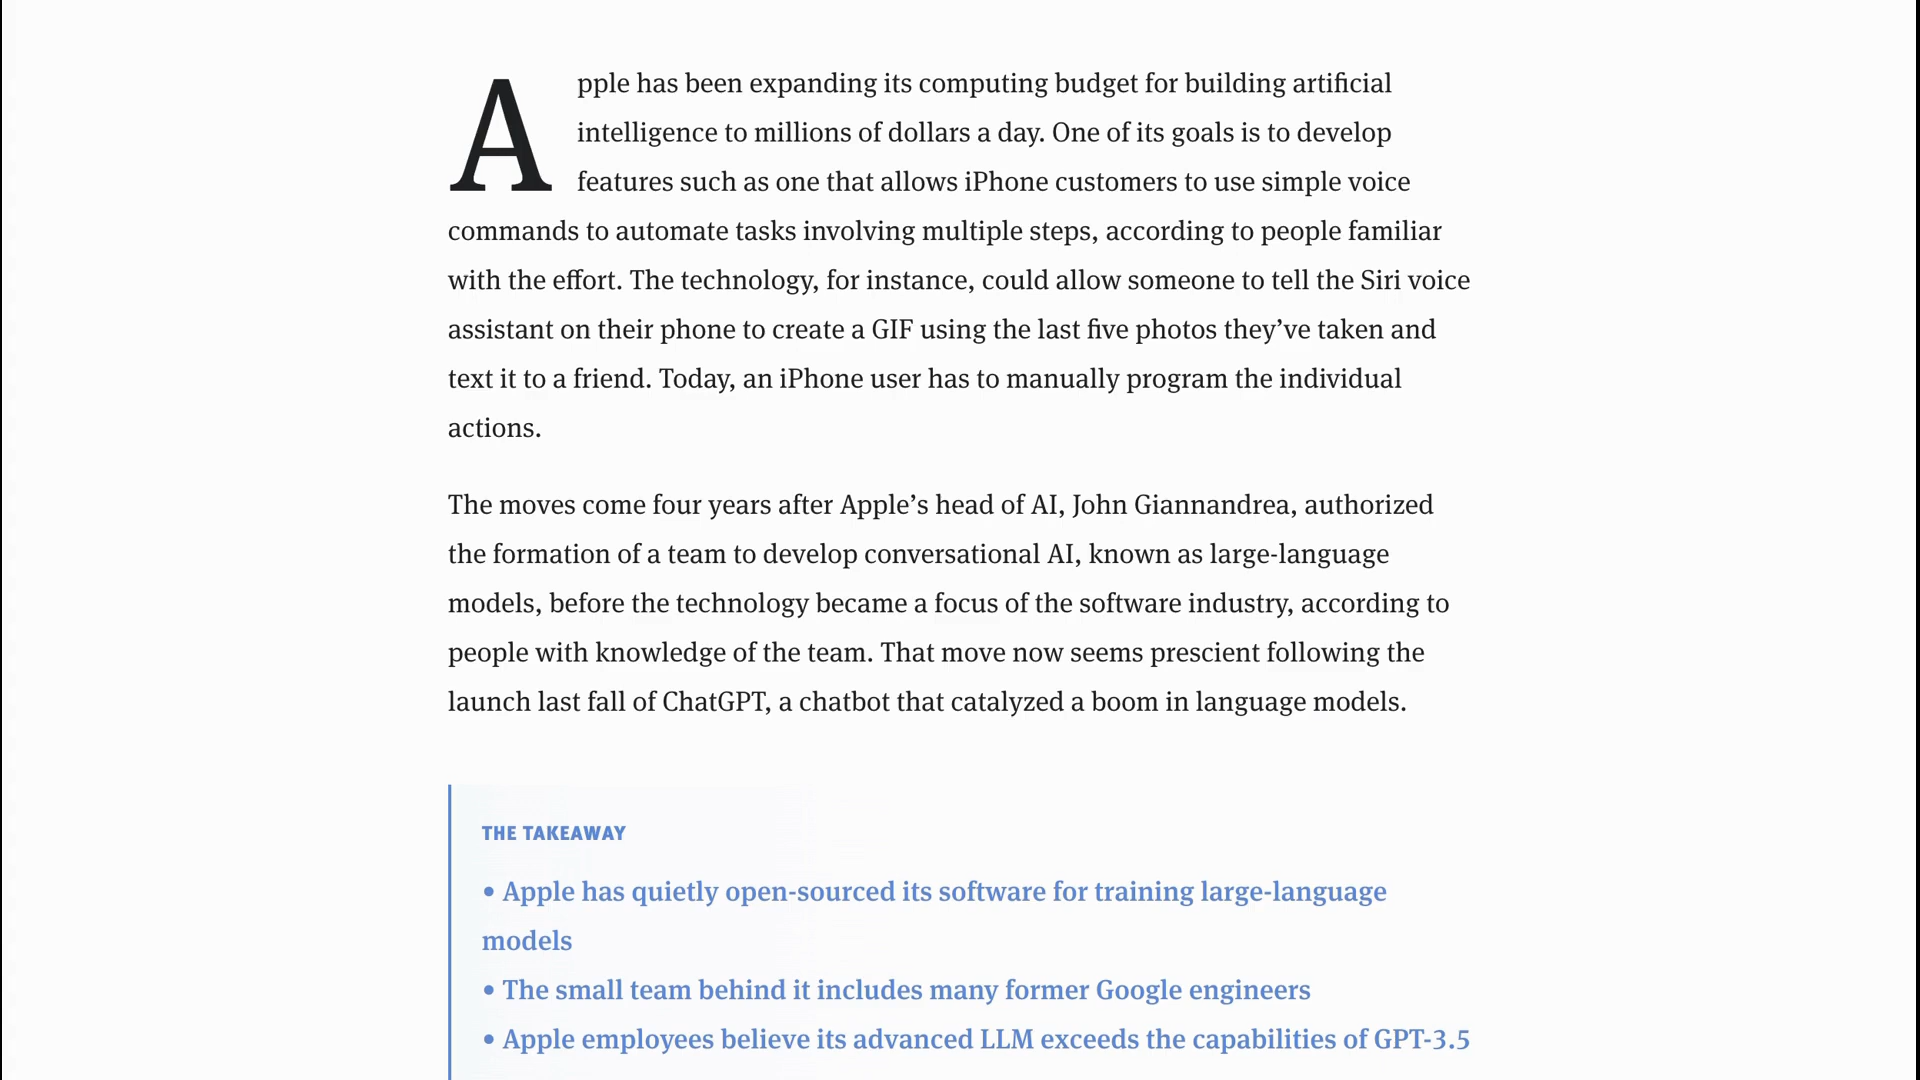 Apple has been expanding its computing budget for building artificial
intelligence to millions of dollars a day. One of its goals is to develop
features such as one that allows iPhone customers to use simple voice
commands to automate tasks involving multiple steps, according to people familiar
with the effort. The technology, for instance, could allow someone to tell the Siri voice
assistant on their phone to create a GIF using the last five photos they’ve taken and
text it to a friend. Today, an iPhone user has to manually program the individual
actions.
The moves come four years after Apple’s head of AI, John Giannandrea, authorized
the formation of a team to develop conversational AI, known as large-language
models, before the technology became a focus of the software industry, according to
people with knowledge of the team. That move now seems prescient following the
launch last fall of ChatGPT, a chatbot that catalyzed a boom in language models.
THE TAKEAWAY
• Apple has quietly open-sourced its software for training large-language
models
• The small team behind it includes many former Google engineers
• Apple employees believe its advanced LLM exceeds the capabilities of GPT-3.5